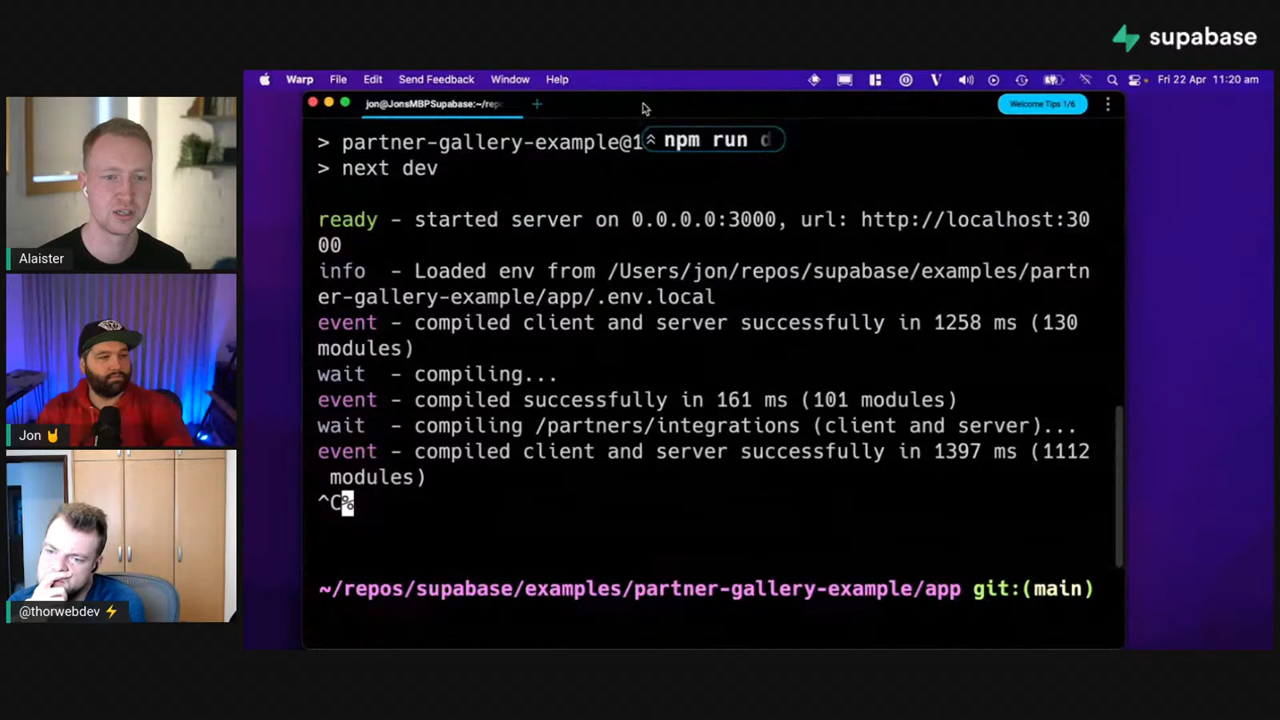 supabase
Warp File Edit Send Feedback Window Help
Fri 22 Apr 11:20 am
jon@JonsMBPSupabase:~/repo
+
Welcome Tips 1/6
> partner-gallery-example@1
npm run d
> next dev
ready - started server on 0.0.0.0:3000, url: http://localhost:30
00
info - Loaded env from /Users/jon/repos/supabase/examples/partn
er-gallery-example/app/.env.local
event - compiled client and server successfully in 1258 ms (130
modules)
wait - compiling...
event - compiled successfully in 161 ms (101 modules)
wait - compiling /partners/integrations (client and server)...
event - compiled client and server successfully in 1397 ms (1112
modules)
^C%
~/repos/supabase/examples/partner-gallery-example/app git:(main)
Alaister
Jon 🤘
@thorwebdev ⚡